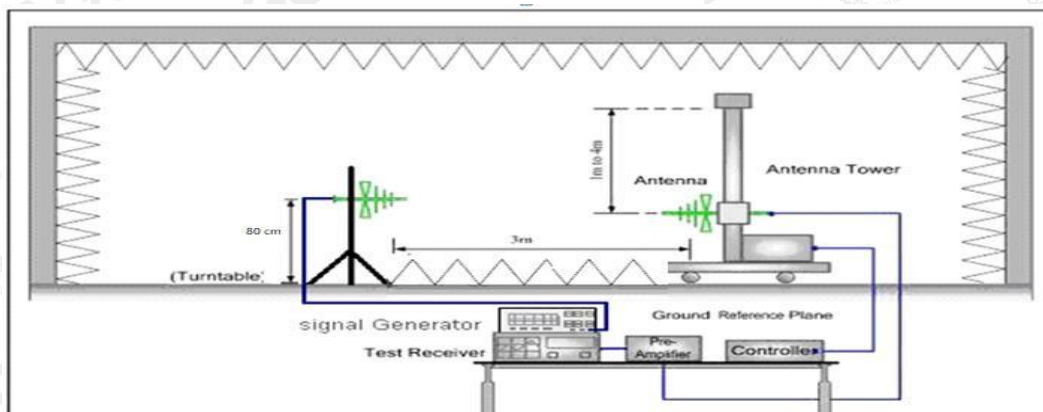 1m to 4m
Antenna Tower
Antenna
80 cm
3m
(Turntable)
signal Generator
Ground Reference Plane
Test Receiver
Pre-
Amplifier
Controller